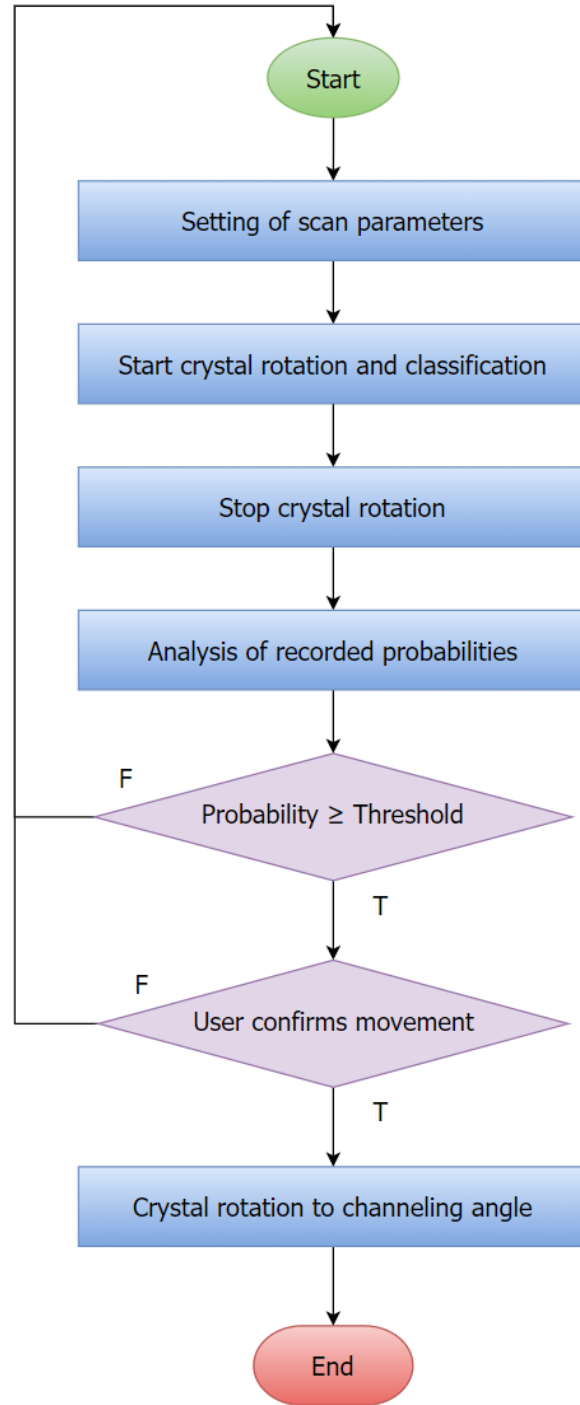 Start
Setting of scan parameters
Start crystal rotation and classification
Stop crystal rotation
Analysis of recorded probabilities
F
Probability ≥ Threshold
T
F
User confirms movement
T
Crystal rotation to channeling angle
End